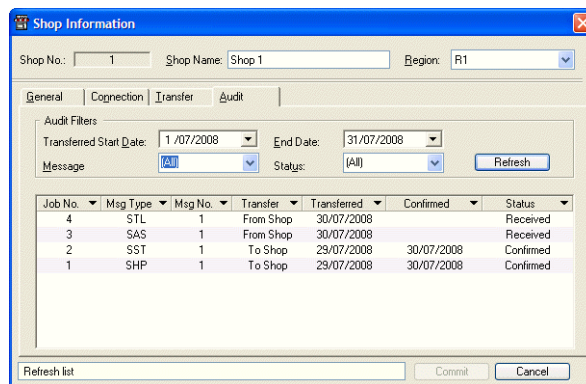 Shop Information
Shop No.: 1 Shop Name: Shop 1 Region: R1
General Connection Transfer Audit
Audit Filters
Transferred Start Date: 1 /07/2008 End Date: 31/07/2008
Message (All) Status: (All) Refresh
Job No. Msg Type Msg No. Transfer Transferred Confirmed Status
4 STL 1 From Shop 30/07/2008 Received
3 SAS 1 From Shop 30/07/2008 Received
2 SST 1 To Shop 29/07/2008 30/07/2008 Confirmed
1 SHP 1 To Shop 29/07/2008 30/07/2008 Confirmed
Refresh list Commit Cancel